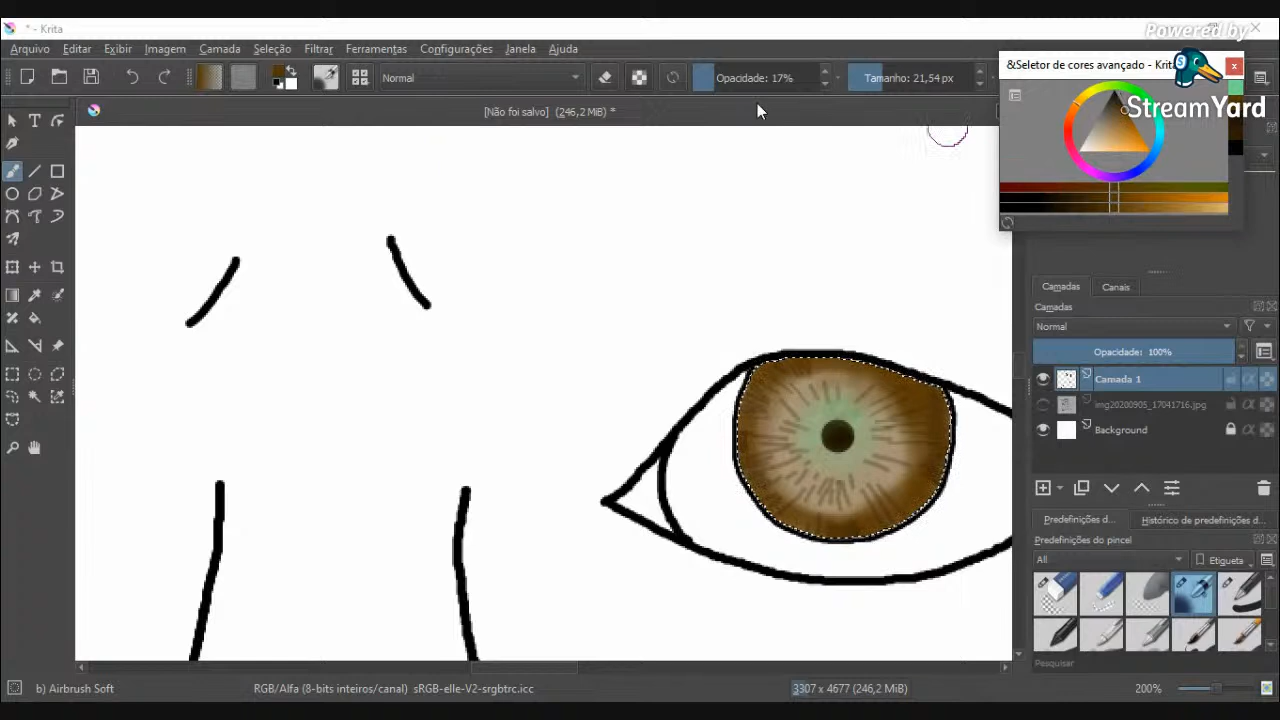 * - Krita
Powered by
Arquivo Editar Exibir Imagem Camada Seleção Filtrar Ferramentas Configurações Janela Ajuda
Normal
Opacidade: 17%
Tamanho: 21,54 px
&Seletor de cores avançado - Krita
StreamYard
[Não foi salvo] (246,2 MiB) *
Camadas Canais
Camadas
Normal
Opacidade: 100%
Camada 1
img20200905_17041716.jpg
Background
Predefinições d... Histórico de predefinições d...
Predefinições do pincel
All
Etiqueta
Pesquisar
b) Airbrush Soft
RGB/Alfa (8-bits inteiros/canal) sRGB-elle-V2-srgbtrc.icc
3307 x 4677 (246,2 MiB)
200%